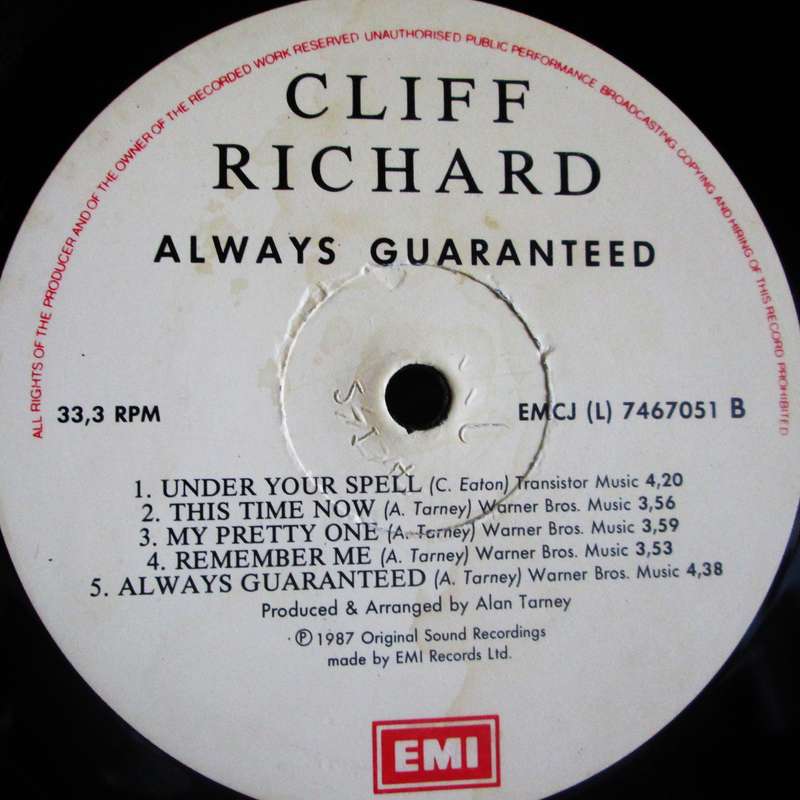 ALL RIGHTS OF THE PRODUCER AND OF THE OWNER OF THE RECORDED WORK RESERVED UNAUTHORISED PUBLIC PERFORMANCE BROADCASTING COPYING AND HIRING OF THIS RECORD PROHIBITED
CLIFF
RICHARD
ALWAYS GUARANTEED
33,3 RPM
EMCJ (L) 7467051 B
1. UNDER YOUR SPELL (C. Eaton) Transistor Music 4,20
2. THIS TIME NOW (A. Tarney) Warner Bros. Music 3,56
3. MY PRETTY ONE (A. Tarney) Warner Bros. Music 3,59
4. REMEMBER ME (A. Tarney) Warner Bros. Music 3,53
5. ALWAYS GUARANTEED (A. Tarney) Warner Bros. Music 4,38
Produced & Arranged by Alan Tarney
℗ 1987 Original Sound Recordings
made by EMI Records Ltd.
EMI